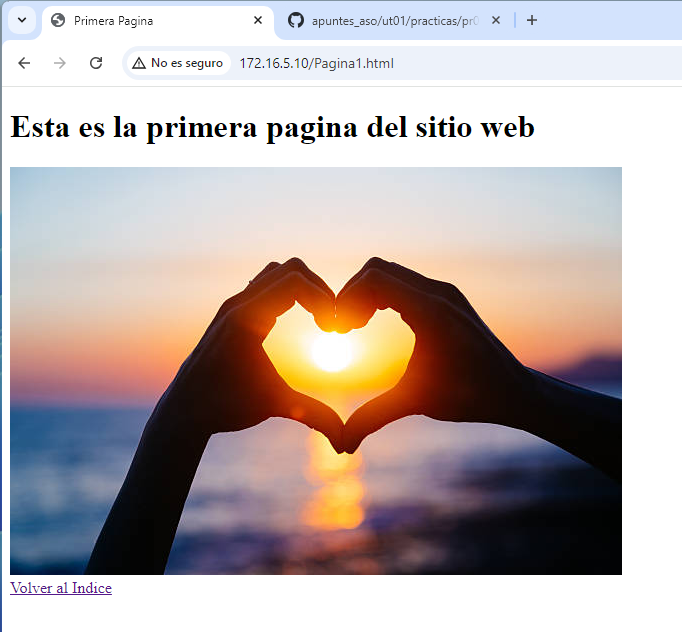 Primera Pagina
apuntes_aso/ut01/practicas/pr0
No es seguro
172.16.5.10/Pagina1.html
Esta es la primera pagina del sitio web
Volver al Indice